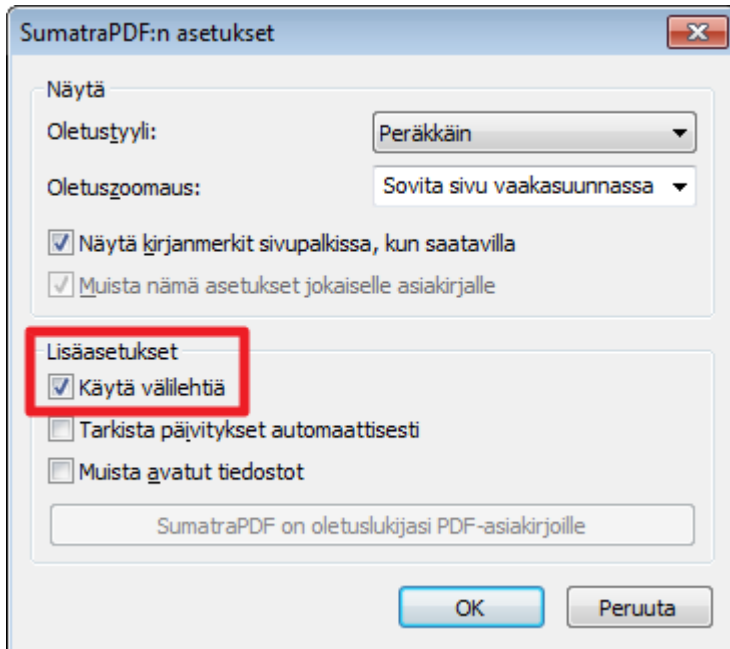 SumatraPDF:n asetukset
Näytä
Oletustyyli: Peräkkäin
Oletuszoomaus: Sovita sivu vaakasuunnassa
Näytä kirjanmerkit sivupalkissa, kun saatavilla
Muista nämä asetukset jokaiselle asiakirjalle
Lisäasetukset
Käytä välilehtiä
Tarkista päivitykset automaattisesti
Muista avatut tiedostot
SumatraPDF on oletuslukijasi PDF-asiakirjoille
OK Peruuta